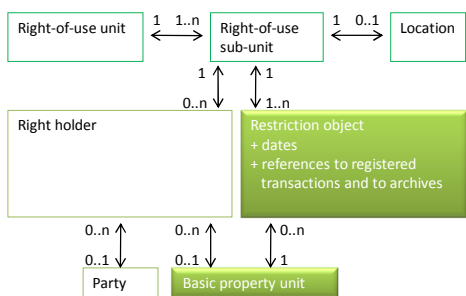 Right-of-use unit
1 1..n
Right-of-use
sub-unit
1 0..1
Location
1 1
0..n 1..n
Right holder
Restriction object
+ dates
+ references to registered
transactions and to archives
0..n 0..n 0..n
0..1 0..1 1
Party
Basic property unit